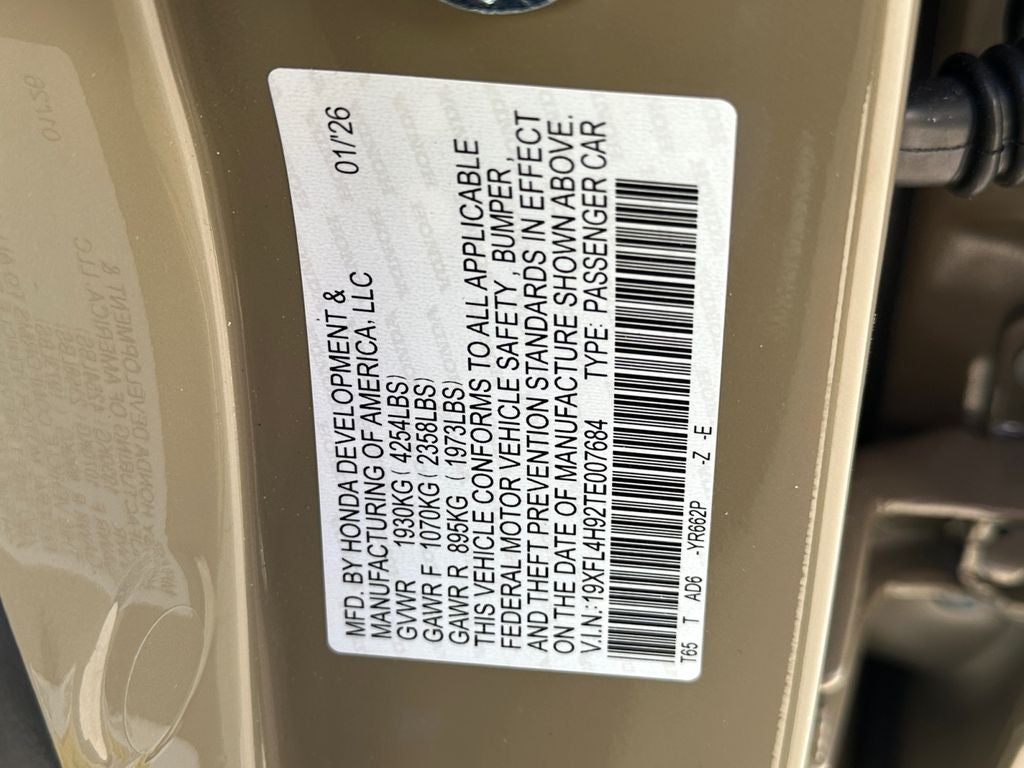 MFD. BY HONDA DEVELOPMENT &
MANUFACTURING OF AMERICA, LLC 01/'26
GVWR 1930KG ( 4254LBS)
GAWR F 1070KG ( 2358LBS)
GAWR R 895KG ( 1973LBS)
THIS VEHICLE CONFORMS TO ALL APPLICABLE
FEDERAL MOTOR VEHICLE SAFETY, BUMPER,
AND THEFT PREVENTION STANDARDS IN EFFECT
ON THE DATE OF MANUFACTURE SHOWN ABOVE.
V.I.N:19XFL4H92TE007684 TYPE: PASSENGER CAR
T65 T AD6 -YR662P -Z -E